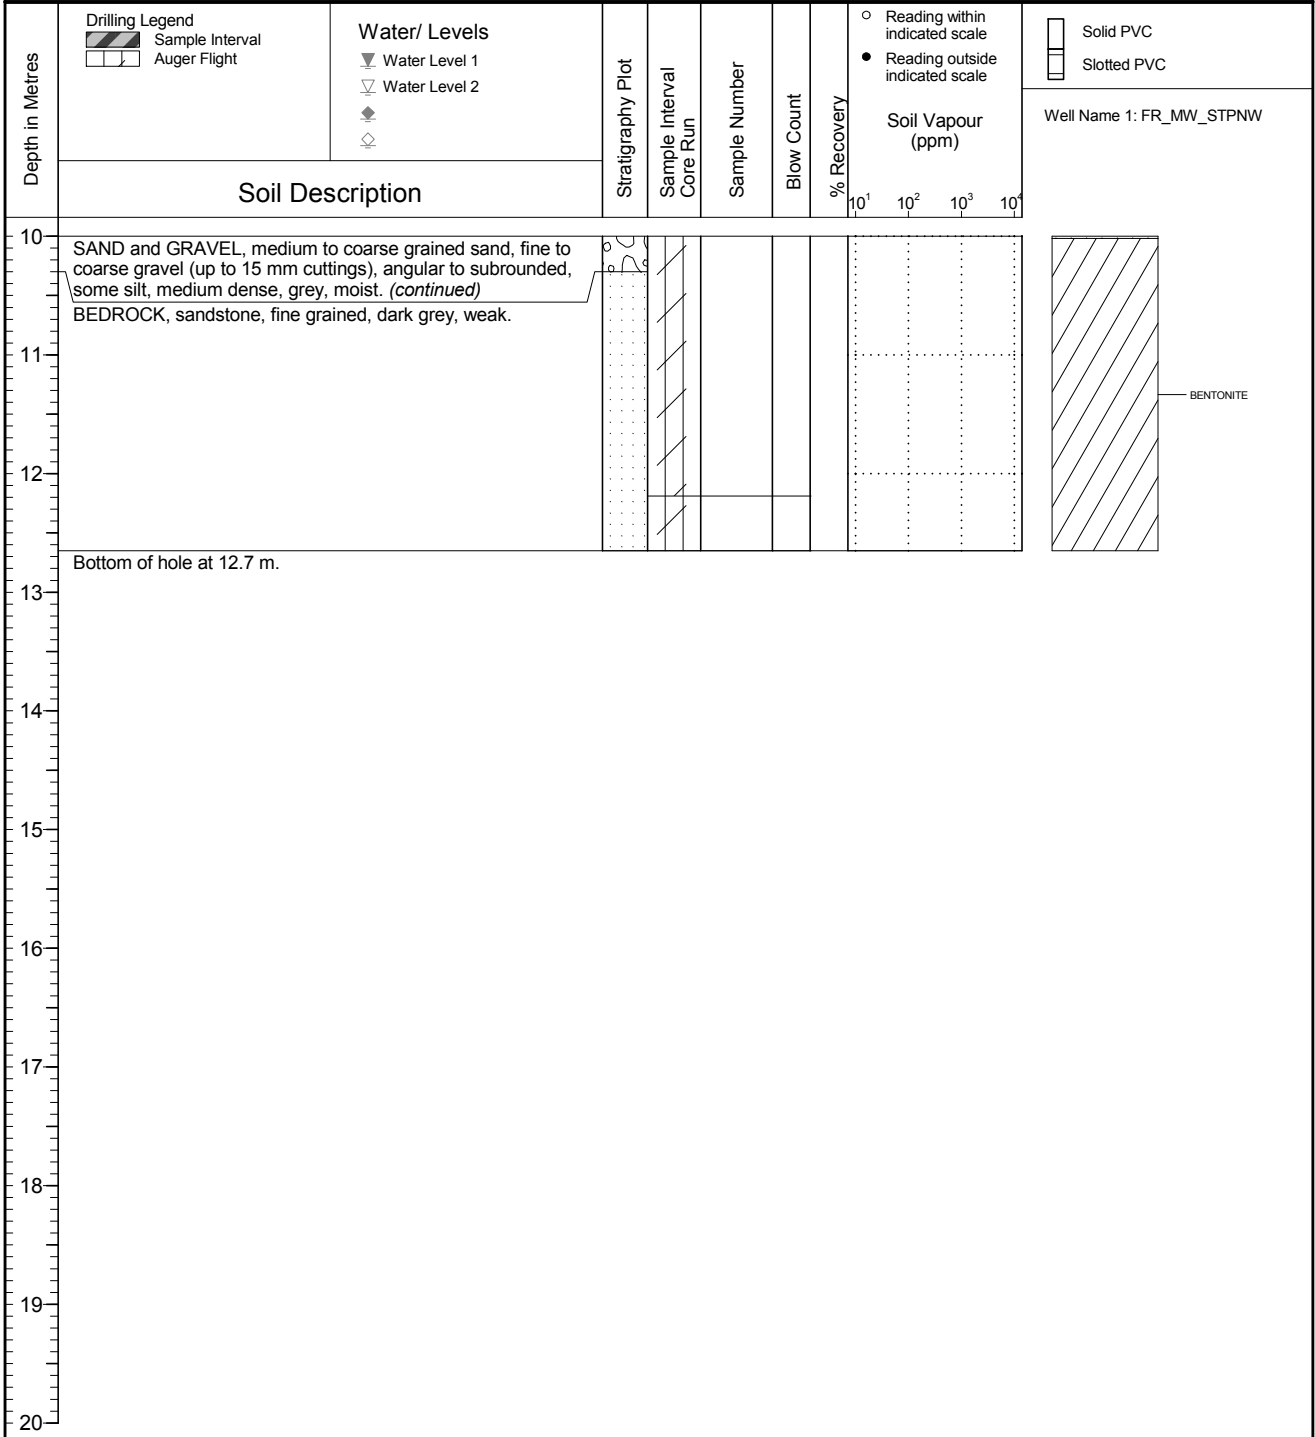 Depth in Metres
Drilling Legend
Sample Interval
Auger Flight
Water/ Levels
Water Level 1
Water Level 2
Soil Description
Stratigraphy Plot
Sample Interval
Core Run
Sample Number
Blow Count
% Recovery
Reading within
indicated scale
Reading outside
indicated scale
Soil Vapour
(ppm)
10¹ 10² 10³ 10⁴
Solid PVC
Slotted PVC
Well Name 1: FR_MW_STPNW
10
SAND and GRAVEL, medium to coarse grained sand, fine to
coarse gravel (up to 15 mm cuttings), angular to subrounded,
some silt, medium dense, grey, moist. (continued)
BEDROCK, sandstone, fine grained, dark grey, weak.
11
BENTONITE
12
Bottom of hole at 12.7 m.
13
14
15
16
17
18
19
20